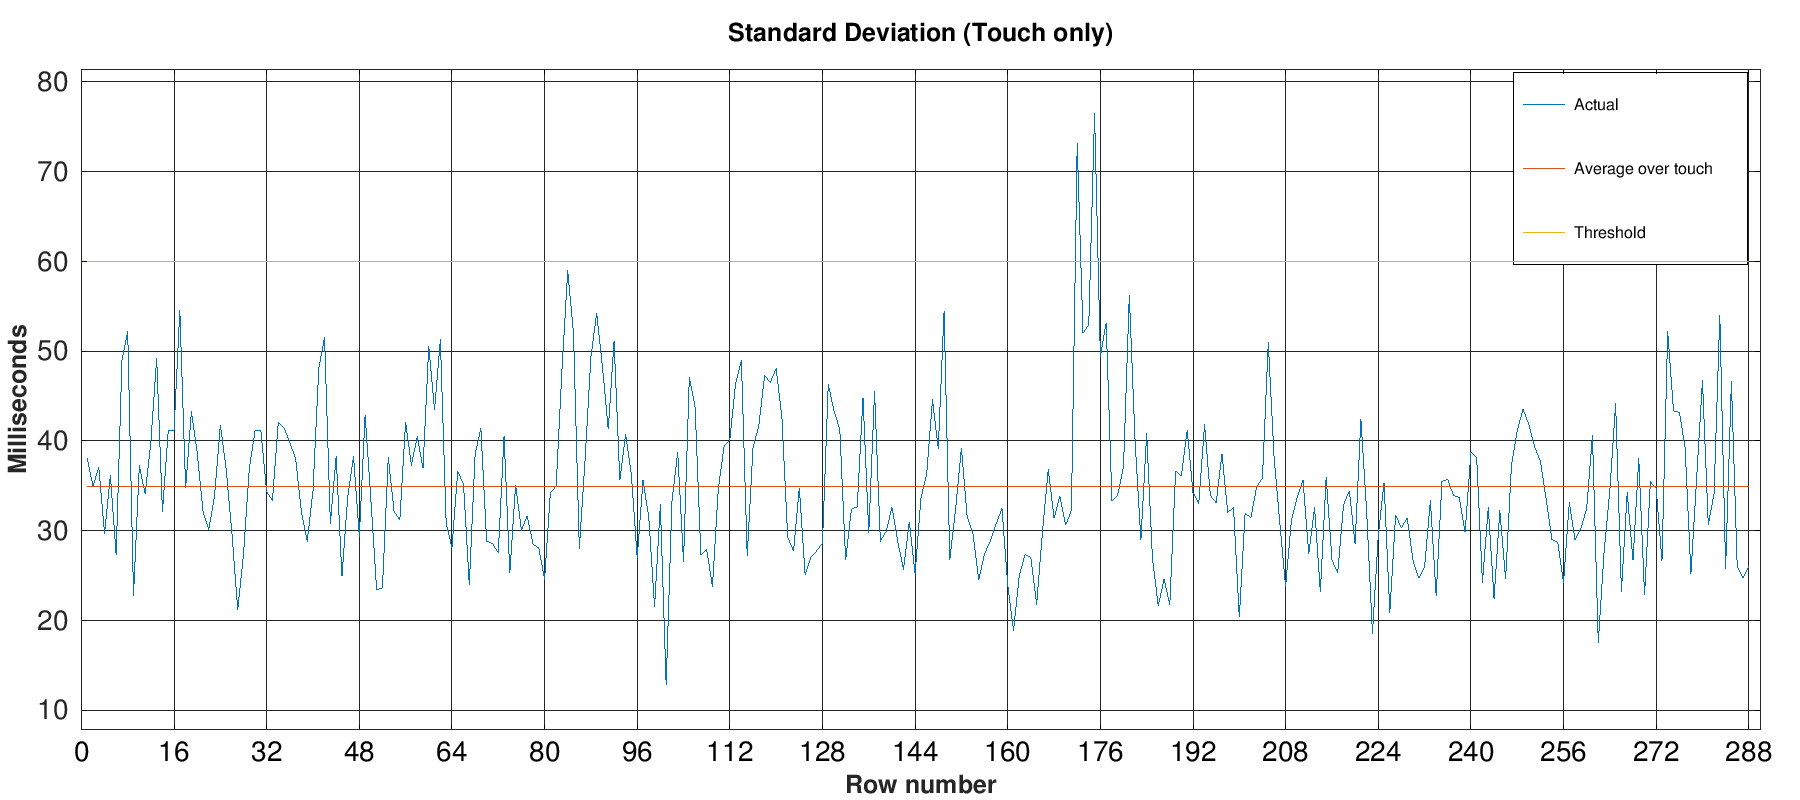 Standard Deviation (Touch only)
80
70
60
50
40
30
20
10
Milliseconds
Actual
Average over touch
Threshold
0 16 32 48 64 80 96 112 128 144 160 176 192 208 224 240 256 272 288
Row number